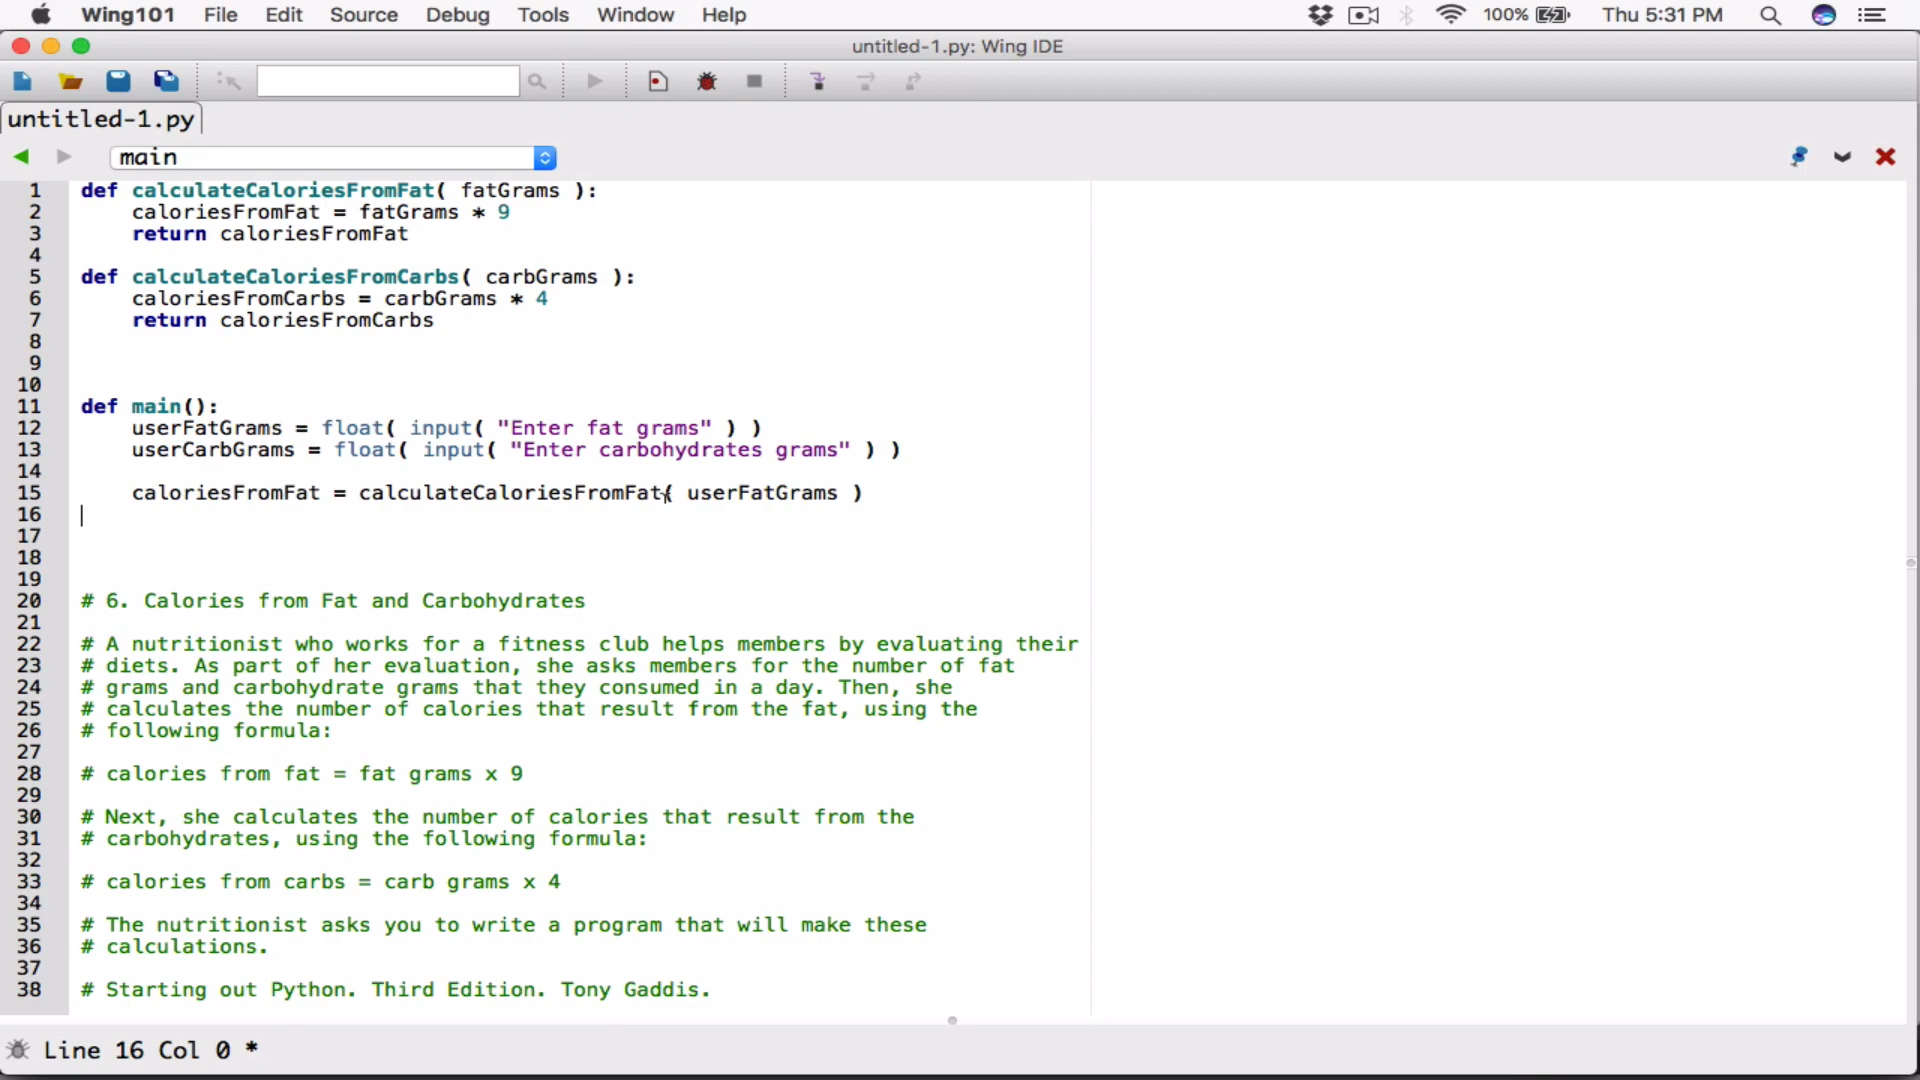 Wing101 File Edit Source Debug Tools Window Help 100% Thu 5:31 PM
untitled-1.py: Wing IDE
untitled-1.py
main
1 def calculateCaloriesFromFat( fatGrams ):
2 caloriesFromFat = fatGrams * 9
3 return caloriesFromFat
4
5 def calculateCaloriesFromCarbs( carbGrams ):
6 caloriesFromCarbs = carbGrams * 4
7 return caloriesFromCarbs
8
9
10
11 def main():
12 userFatGrams = float( input( "Enter fat grams" ) )
13 userCarbGrams = float( input( "Enter carbohydrates grams" ) )
14
15 caloriesFromFat = calculateCaloriesFromFat( userFatGrams )
16
17
18
19
20 # 6. Calories from Fat and Carbohydrates
21
22 # A nutritionist who works for a fitness club helps members by evaluating their
23 # diets. As part of her evaluation, she asks members for the number of fat
24 # grams and carbohydrate grams that they consumed in a day. Then, she
25 # calculates the number of calories that result from the fat, using the
26 # following formula:
27
28 # calories from fat = fat grams x 9
29
30 # Next, she calculates the number of calories that result from the
31 # carbohydrates, using the following formula:
32
33 # calories from carbs = carb grams x 4
34
35 # The nutritionist asks you to write a program that will make these
36 # calculations.
37
38 # Starting out Python. Third Edition. Tony Gaddis.
Line 16 Col 0 *